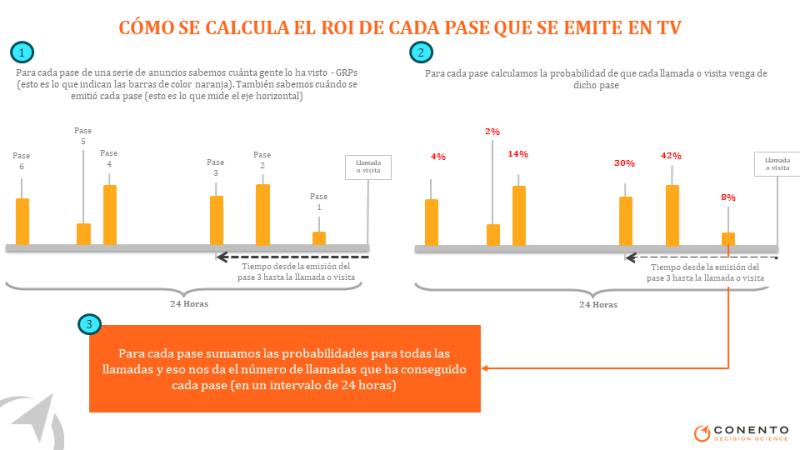 CÓMO SE CALCULA EL ROI DE CADA PASE QUE SE EMITE EN TV
1
Para cada pase de una serie de anuncios sabemos cuánta gente lo ha visto - GRPs
(esto es lo que indican las barras de color naranja). También sabemos cuándo se
emitió cada pase (esto es lo que mide el eje horizontal)
Pase
6
Pase
5
Pase
4
Pase
3
Pase
2
Pase
1
Llamada
o visita
Tiempo desde la emisión del
pase 3 hasta la llamada o visita
24 Horas
2
Para cada pase calculamos la probabilidad de que cada llamada o visita venga de
dicho pase
4%
2%
14%
30%
42%
8%
Llamada
o visita
Tiempo desde la emisión del
pase 3 hasta la llamada o visita
24 Horas
3
Para cada pase sumamos las probabilidades para todas las
llamadas y eso nos da el número de llamadas que ha conseguido
cada pase (en un intervalo de 24 horas)
CONENTO
DECISION SCIENCE